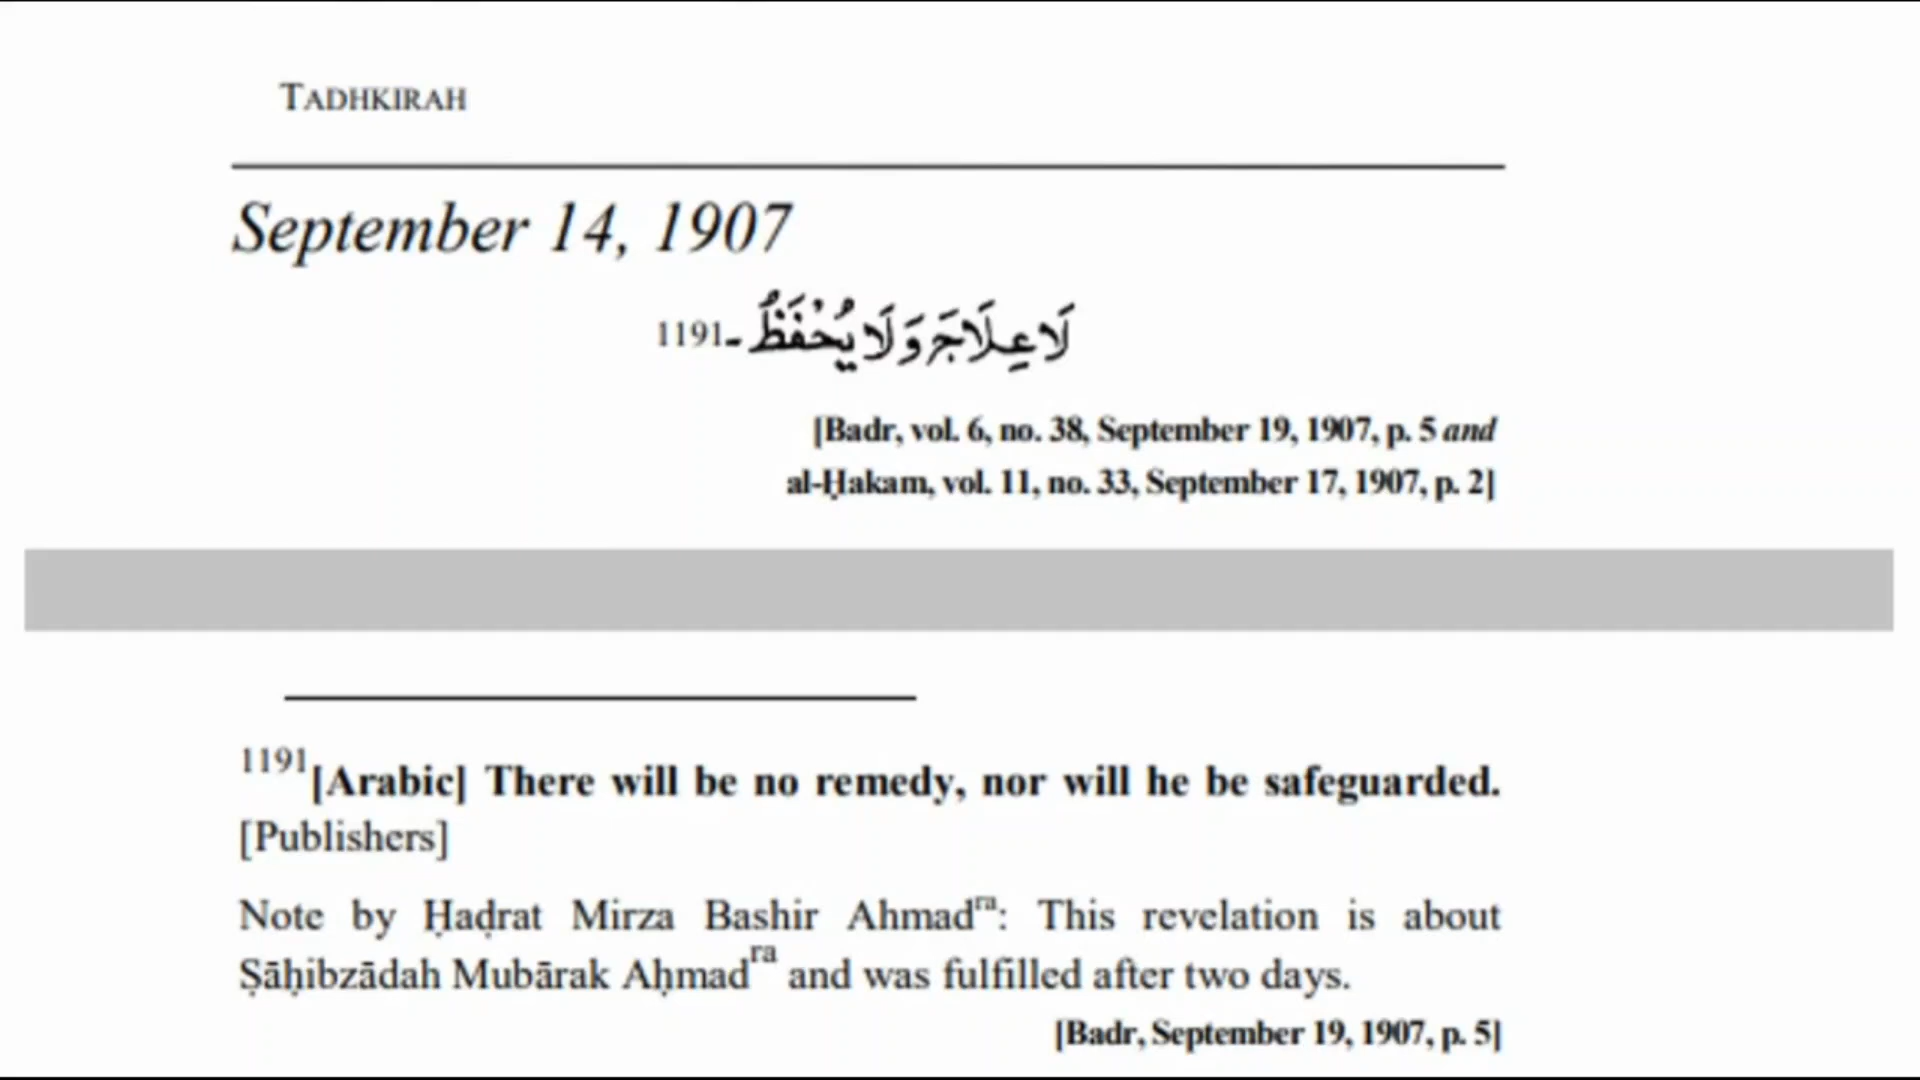 TADHKIRAH
September 14, 1907
لَا عِلَاجَ وَلَا يُحْفَظُ ـ1191
[Badr, vol. 6, no. 38, September 19, 1907, p. 5 and
al-Ḥakam, vol. 11, no. 33, September 17, 1907, p. 2]
1191[Arabic] There will be no remedy, nor will he be safeguarded.
[Publishers]
Note by Ḥaḍrat Mirza Bashir Ahmadra: This revelation is about
Ṣāḥibzādah Mubārak Aḥmadra and was fulfilled after two days.
[Badr, September 19, 1907, p. 5]